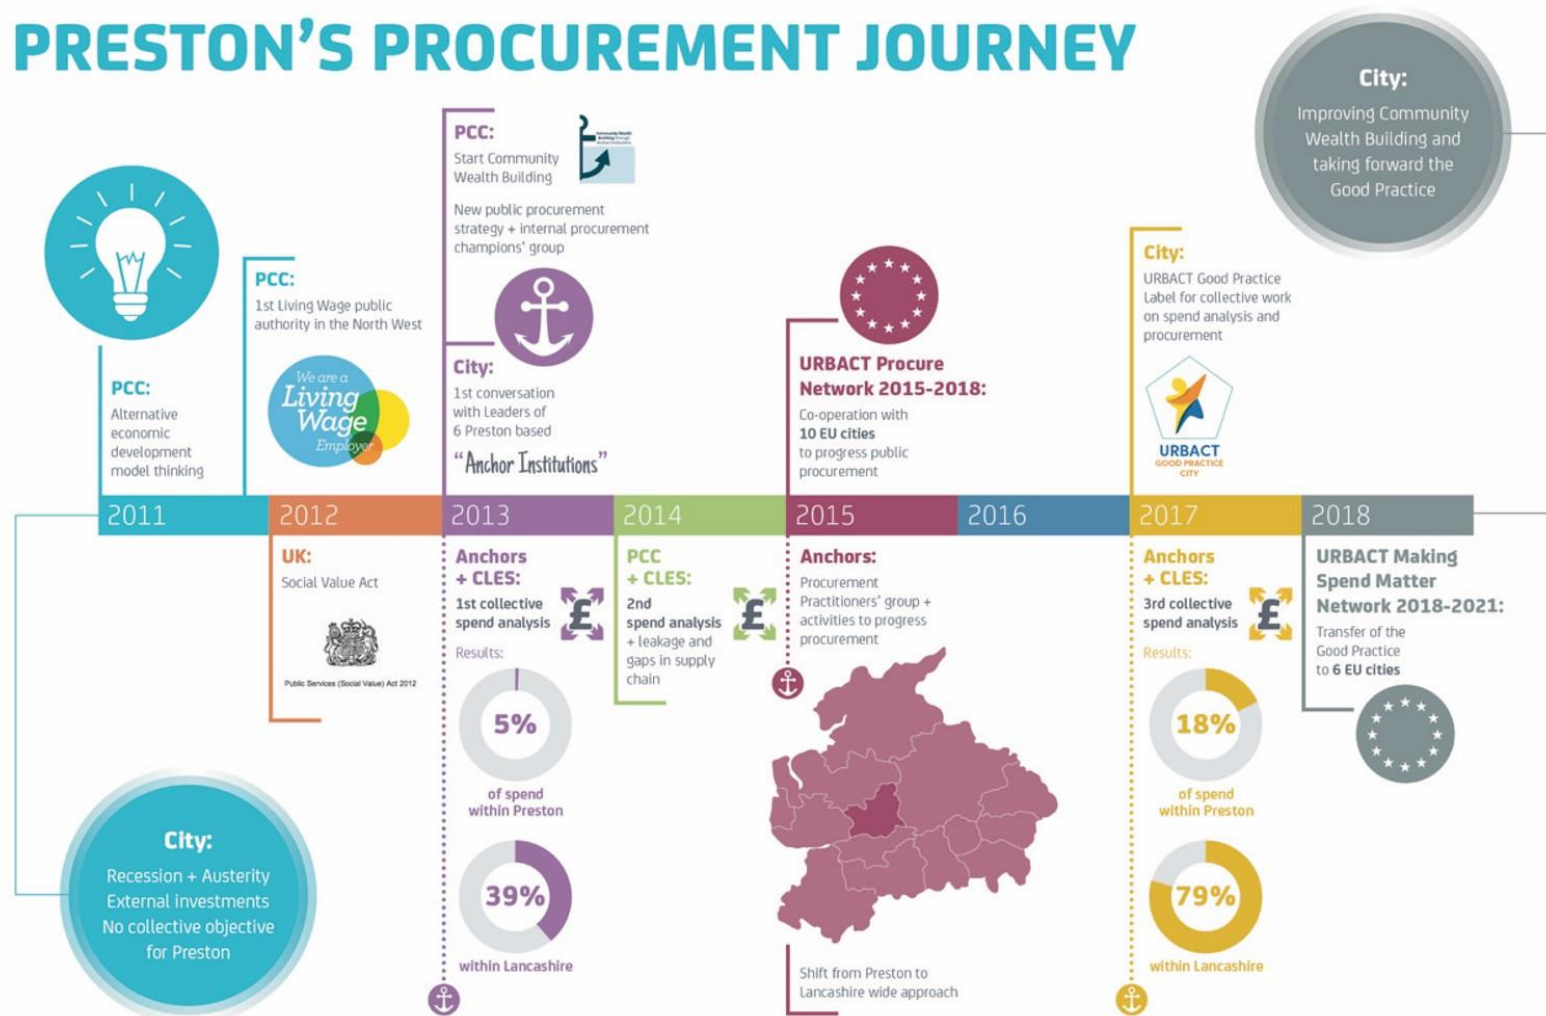 PRESTON'S PROCUREMENT JOURNEY
City:
Improving Community
Wealth Building and
taking forward the
Good Practice
PCC:
Alternative
economic
development
model thinking
PCC:
1st Living Wage public
authority in the North West
We are a
Living
Wage
Employer
PCC:
Start Community
Wealth Building
Community Wealth
Building through
Anchor Institutions
New public procurement
strategy + internal procurement
champions' group
City:
1st conversation
with Leaders of
6 Preston based
"Anchor Institutions"
URBACT Procure
Network 2015-2018:
Co-operation with
10 EU cities
to progress public
procurement
City:
URBACT Good Practice
Label for collective work
on spend analysis and
procurement
URBACT
GOOD PRACTICE
CITY
2011
2012
2013
2014
2015
2016
2017
2018
UK:
Social Value Act
Public Services (Social Value) Act 2012
Anchors
+ CLES:
1st collective
spend analysis
£
Results:
5%
of spend
within Preston
39%
within Lancashire
PCC
+ CLES:
2nd
spend analysis
+ leakage and
gaps in supply
chain
£
Anchors:
Procurement
Practitioners' group +
activities to progress
procurement
Shift from Preston to
Lancashire wide approach
Anchors
+ CLES:
3rd collective
spend analysis
£
Results:
18%
of spend
within Preston
79%
within Lancashire
URBACT Making
Spend Matter
Network 2018-2021:
Transfer of the
Good Practice
to 6 EU cities
City:
Recession + Austerity
External investments
No collective objective
for Preston